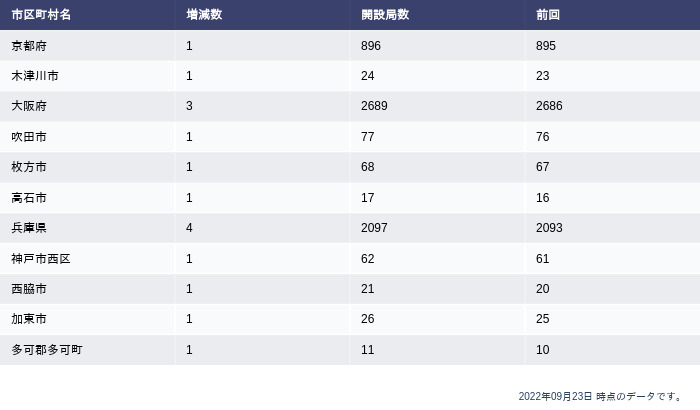 市区町村名 増減数 開設局数 前回
京都府 1 896 895
木津川市 1 24 23
大阪府 3 2689 2686
吹田市 1 77 76
枚方市 1 68 67
高石市 1 17 16
兵庫県 4 2097 2093
神戸市西区 1 62 61
西脇市 1 21 20
加東市 1 26 25
多可郡多可町 1 11 10
2022年09月23日 時点のデータです。